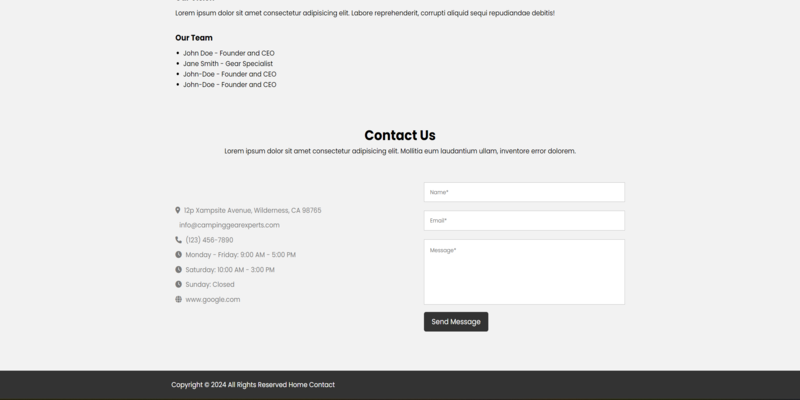 Lorem ipsum dolor sit amet consectetur adipisicing elit. Labore reprehenderit, corrupti aliquid sequi repudiandae debitis!
Our Team
• John Doe - Founder and CEO
• Jane Smith - Gear Specialist
• John-Doe - Founder and CEO
• John-Doe - Founder and CEO
Contact Us
Lorem ipsum dolor sit amet consectetur adipisicing elit. Mollitia eum laudantium ullam, inventore error dolorem.
12p Xampsite Avenue, Wilderness, CA 98765
info@campinggearexperts.com
(123) 456-7890
Monday - Friday: 9:00 AM - 5:00 PM
Saturday: 10:00 AM - 3:00 PM
Sunday: Closed
www.google.com
Name*
Email*
Message*
Send Message
Copyright © 2024 All Rights Reserved Home Contact